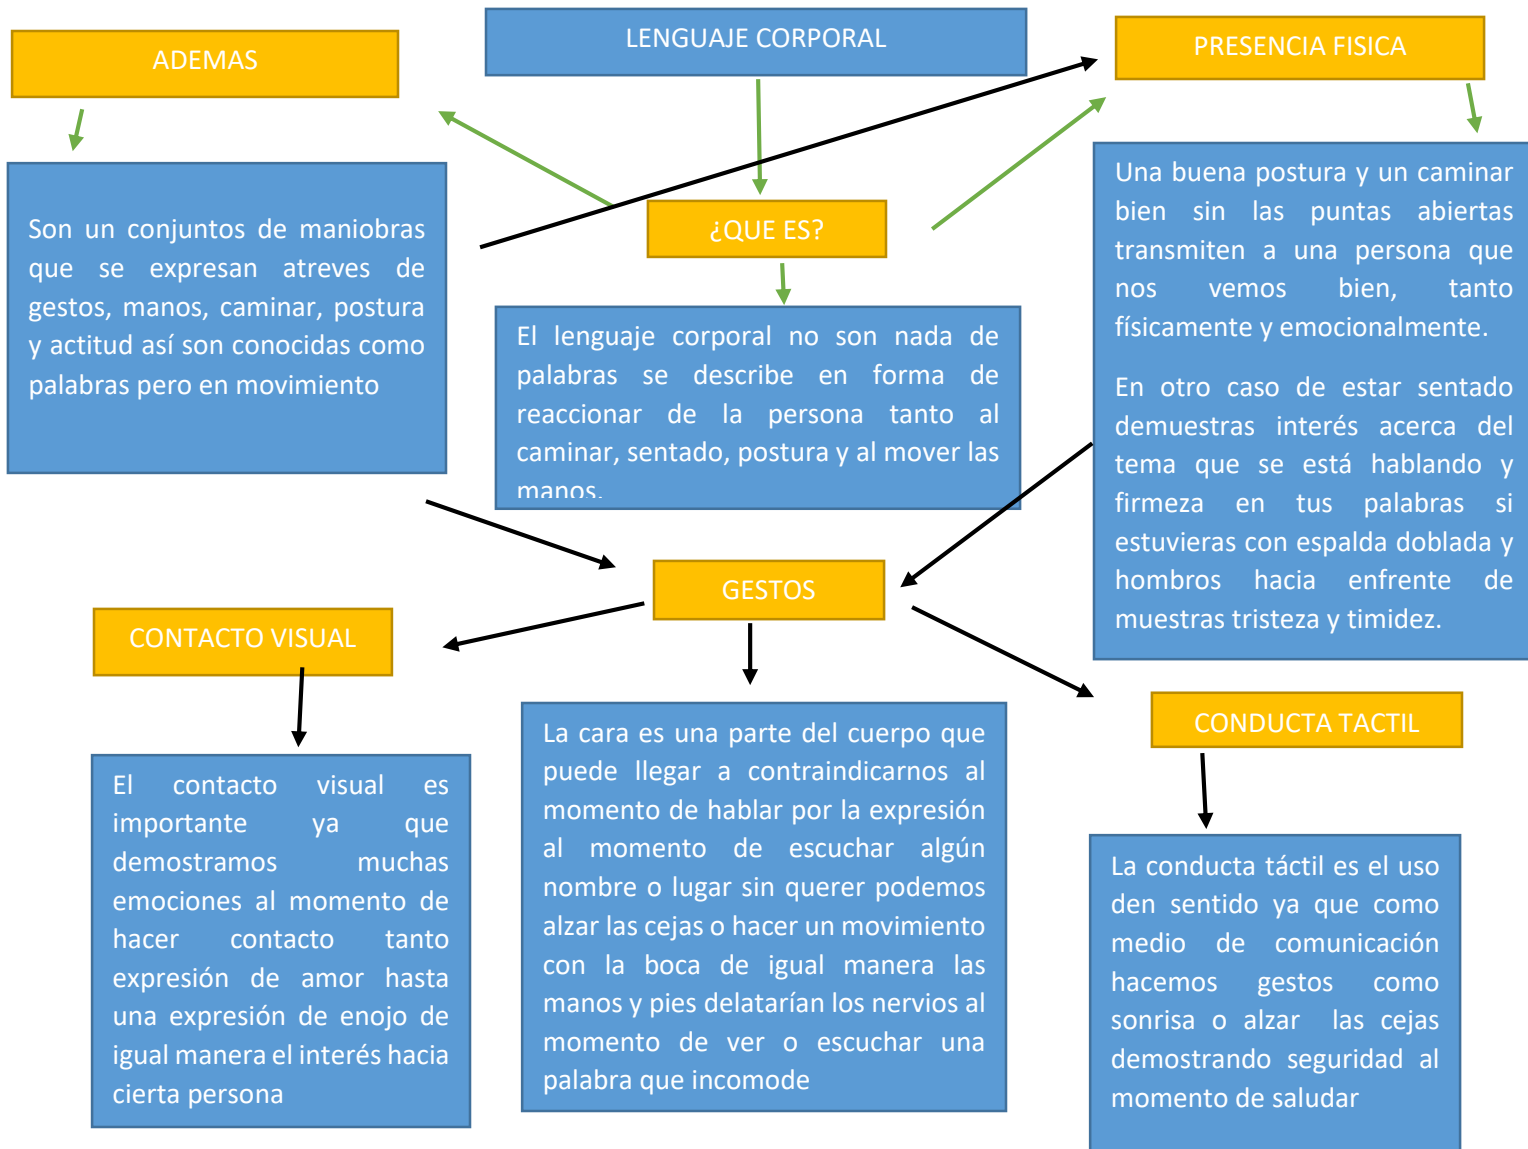 LENGUAJE CORPORAL
ADEMAS
PRESENCIA FISICA
¿QUE ES?
Son un conjuntos de maniobras
que se expresan atreves de
gestos, manos, caminar, postura
y actitud así son conocidas como
palabras pero en movimiento
El lenguaje corporal no son nada de
palabras se describe en forma de
reaccionar de la persona tanto al
caminar, sentado, postura y al mover las
manos.
Una buena postura y un caminar
bien sin las puntas abiertas
transmiten a una persona que
nos vemos bien, tanto
físicamente y emocionalmente.
En otro caso de estar sentado
demuestras interés acerca del
tema que se está hablando y
firmeza en tus palabras si
estuvieras con espalda doblada y
hombros hacia enfrente de
muestras tristeza y timidez.
GESTOS
CONTACTO VISUAL
CONDUCTA TACTIL
El contacto visual es
importante ya que
demostramos muchas
emociones al momento de
hacer contacto tanto
expresión de amor hasta
una expresión de enojo de
igual manera el interés hacia
cierta persona
La cara es una parte del cuerpo que
puede llegar a contraindicarnos al
momento de hablar por la expresión
al momento de escuchar algún
nombre o lugar sin querer podemos
alzar las cejas o hacer un movimiento
con la boca de igual manera las
manos y pies delatarían los nervios al
momento de ver o escuchar una
palabra que incomode
La conducta táctil es el uso
den sentido ya que como
medio de comunicación
hacemos gestos como
sonrisa o alzar las cejas
demostrando seguridad al
momento de saludar